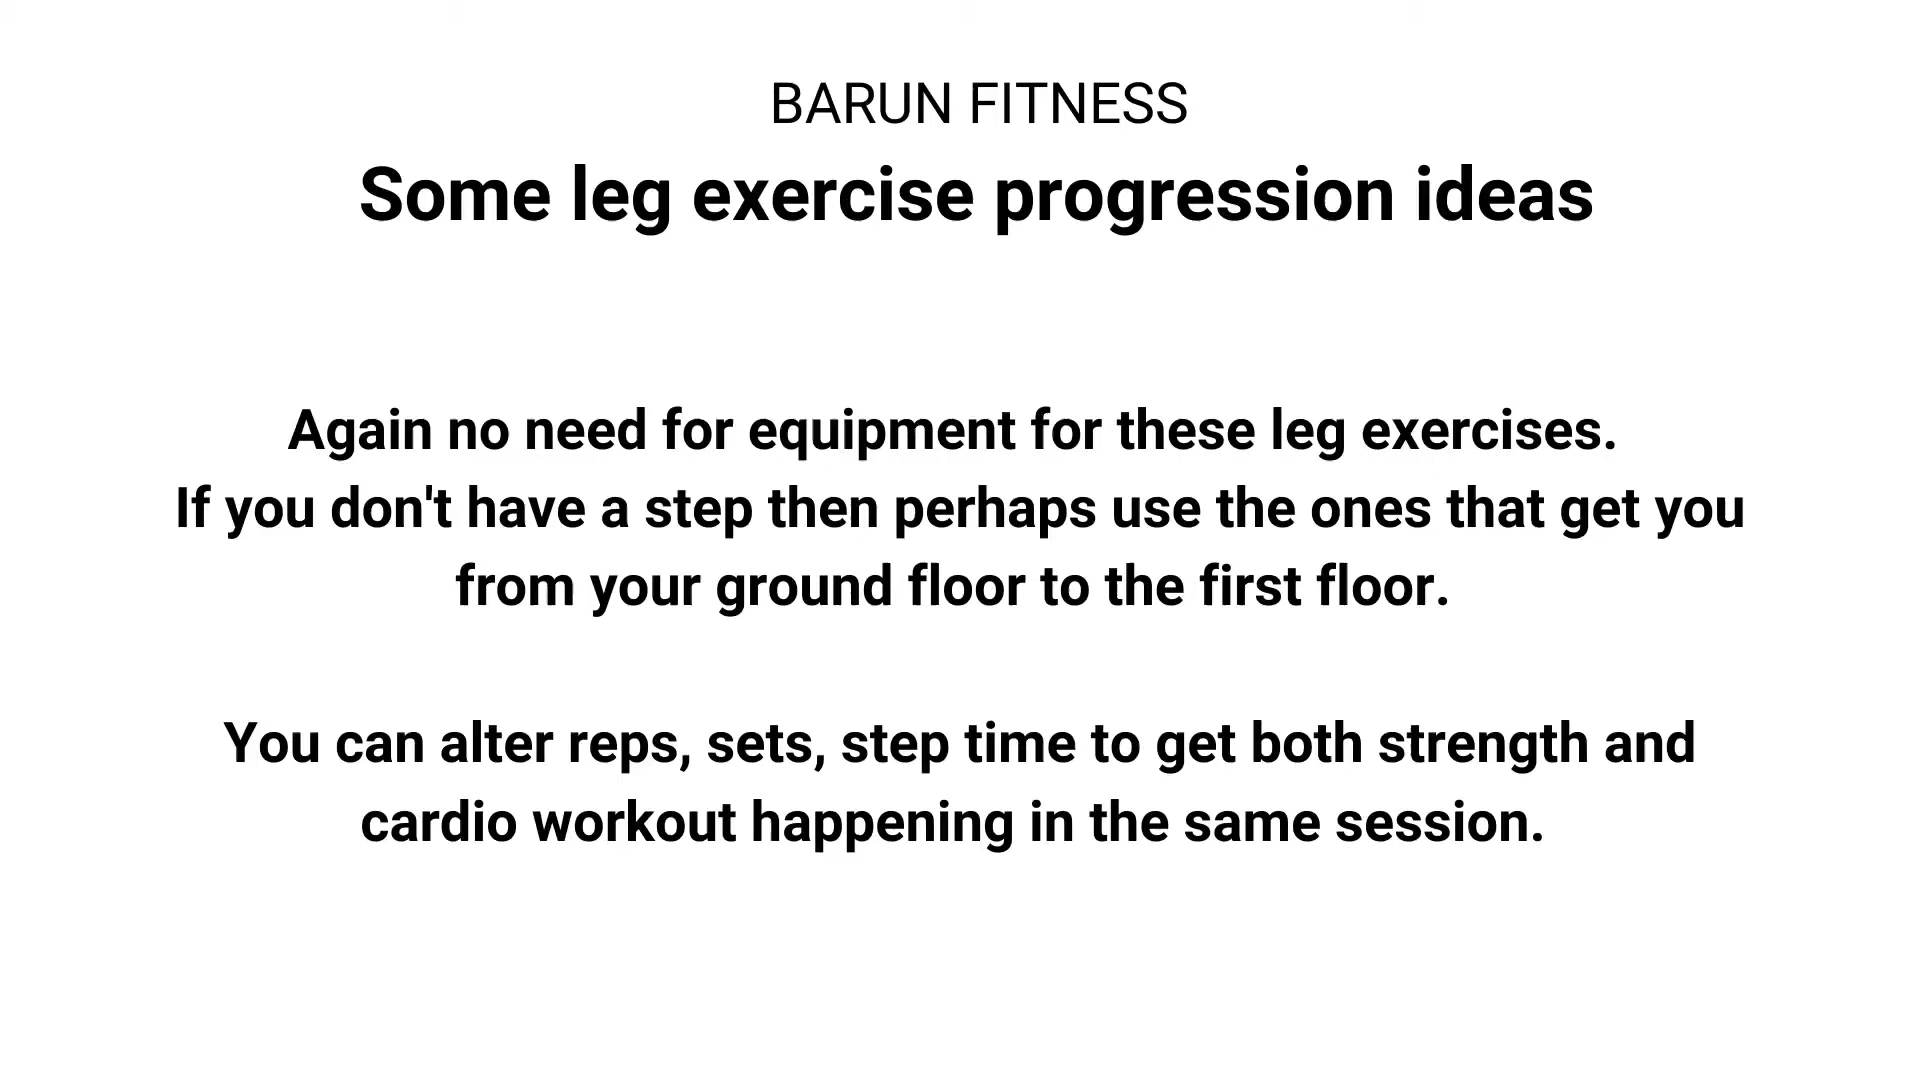 BARUN FITNESS
Some leg exercise progression ideas
Again no need for equipment for these leg exercises.
If you don't have a step then perhaps use the ones that get you
from your ground floor to the first floor.
You can alter reps, sets, step time to get both strength and
cardio workout happening in the same session.